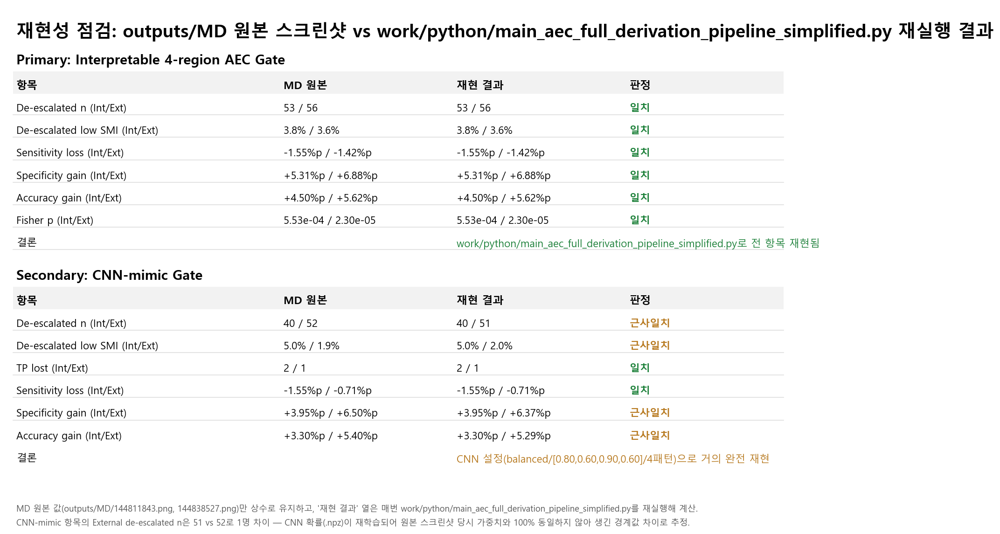 재현성 점검: outputs/MD 원본 스크린샷 vs work/python/main_aec_full_derivation_pipeline_simplified.py 재실행 결과
Primary: Interpretable 4-region AEC Gate
항목 MD 원본 재현 결과 판정
De-escalated n (Int/Ext) 53 / 56 53 / 56 일치
De-escalated low SMI (Int/Ext) 3.8% / 3.6% 3.8% / 3.6% 일치
Sensitivity loss (Int/Ext) -1.55%p / -1.42%p -1.55%p / -1.42%p 일치
Specificity gain (Int/Ext) +5.31%p / +6.88%p +5.31%p / +6.88%p 일치
Accuracy gain (Int/Ext) +4.50%p / +5.62%p +4.50%p / +5.62%p 일치
Fisher p (Int/Ext) 5.53e-04 / 2.30e-05 5.53e-04 / 2.30e-05 일치
결론 work/python/main_aec_full_derivation_pipeline_simplified.py로 전 항목 재현됨
Secondary: CNN-mimic Gate
항목 MD 원본 재현 결과 판정
De-escalated n (Int/Ext) 40 / 52 40 / 51 근사일치
De-escalated low SMI (Int/Ext) 5.0% / 1.9% 5.0% / 2.0% 근사일치
TP lost (Int/Ext) 2 / 1 2 / 1 일치
Sensitivity loss (Int/Ext) -1.55%p / -0.71%p -1.55%p / -0.71%p 일치
Specificity gain (Int/Ext) +3.95%p / +6.50%p +3.95%p / +6.37%p 근사일치
Accuracy gain (Int/Ext) +3.30%p / +5.40%p +3.30%p / +5.29%p 근사일치
결론 CNN 설정(balanced/[0.80,0.60,0.90,0.60]/4패턴)으로 거의 완전 재현
MD 원본 값(outputs/MD/144811843.png, 144838527.png)만 상수로 유지하고, '재현 결과' 열은 매번 work/python/main_aec_full_derivation_pipeline_simplified.py를 재실행해 계산.
CNN-mimic 항목의 External de-escalated n은 51 vs 52로 1명 차이 — CNN 확률(.npz)이 재학습되어 원본 스크린샷 당시 가중치와 100% 동일하지 않아 생긴 경계값 차이로 추정.